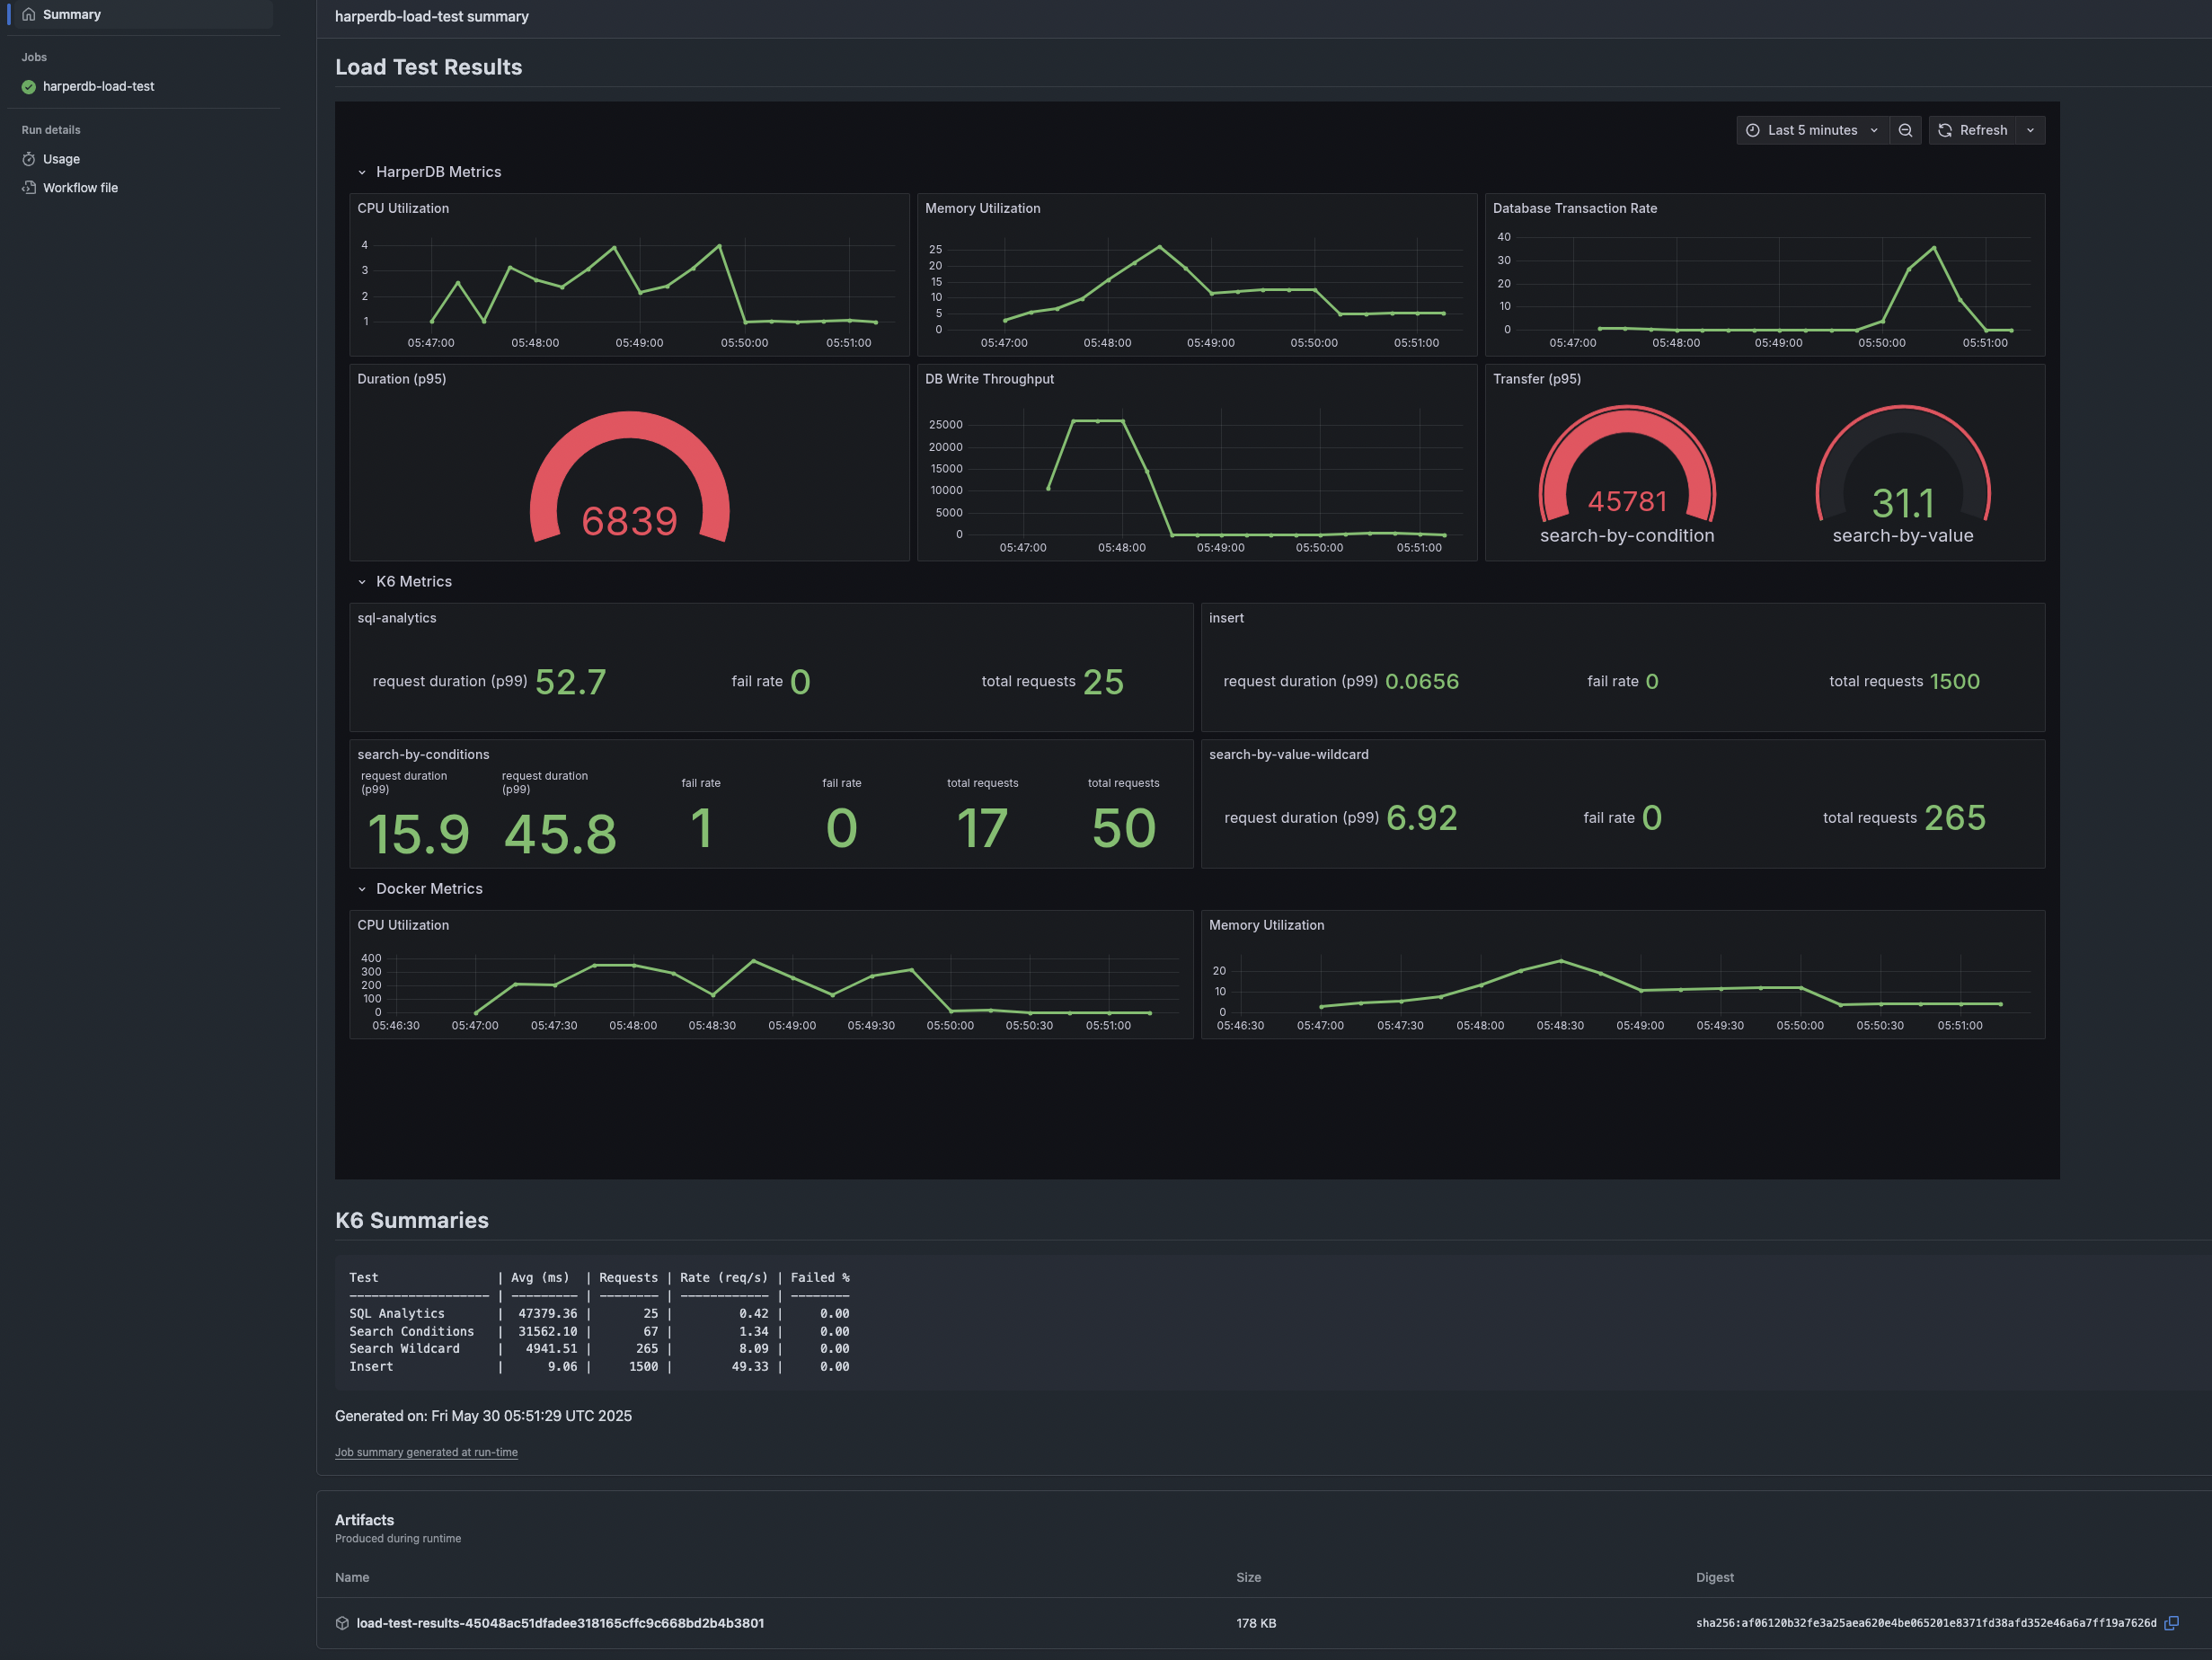 Summary
Jobs
harperdb-load-test
Run details
Usage
Workflow file
harperdb-load-test summary
Load Test Results
Last 5 minutes
Refresh
HarperDB Metrics
CPU Utilization
4
3
2
1
05:47:00 05:48:00 05:49:00 05:50:00 05:51:00
Memory Utilization
25
20
15
10
5
0
05:47:00 05:48:00 05:49:00 05:50:00 05:51:00
Database Transaction Rate
40
30
20
10
0
05:47:00 05:48:00 05:49:00 05:50:00 05:51:00
Duration (p95)
6839
DB Write Throughput
25000
20000
15000
10000
5000
0
05:47:00 05:48:00 05:49:00 05:50:00 05:51:00
Transfer (p95)
45781
search-by-condition
31.1
search-by-value
K6 Metrics
sql-analytics
request duration (p99) 52.7 fail rate 0 total requests 25
insert
request duration (p99) 0.0656 fail rate 0 total requests 1500
search-by-conditions
request duration (p99) 15.9
request duration (p99) 45.8
fail rate 1
fail rate 0
total requests 17
total requests 50
search-by-value-wildcard
request duration (p99) 6.92 fail rate 0 total requests 265
Docker Metrics
CPU Utilization
400
300
200
100
0
05:46:30 05:47:00 05:47:30 05:48:00 05:48:30 05:49:00 05:49:30 05:50:00 05:50:30 05:51:00
Memory Utilization
20
10
0
05:46:30 05:47:00 05:47:30 05:48:00 05:48:30 05:49:00 05:49:30 05:50:00 05:50:30 05:51:00
K6 Summaries
Test | Avg (ms) | Requests | Rate (req/s) | Failed %
------------------- | --------- | -------- | ------------ | --------
SQL Analytics | 47379.36 | 25 | 0.42 | 0.00
Search Conditions | 31562.10 | 67 | 1.34 | 0.00
Search Wildcard | 4941.51 | 265 | 8.09 | 0.00
Insert | 9.06 | 1500 | 49.33 | 0.00
Generated on: Fri May 30 05:51:29 UTC 2025
Job summary generated at run-time
Artifacts
Produced during runtime
Name Size Digest
load-test-results-45048ac51dfadee318165cffc9c668bd2b4b3801 178 KB sha256:af06120b32fe3a25aea620e4be065201e8371fd38afd352e46a6a7ff19a7626d